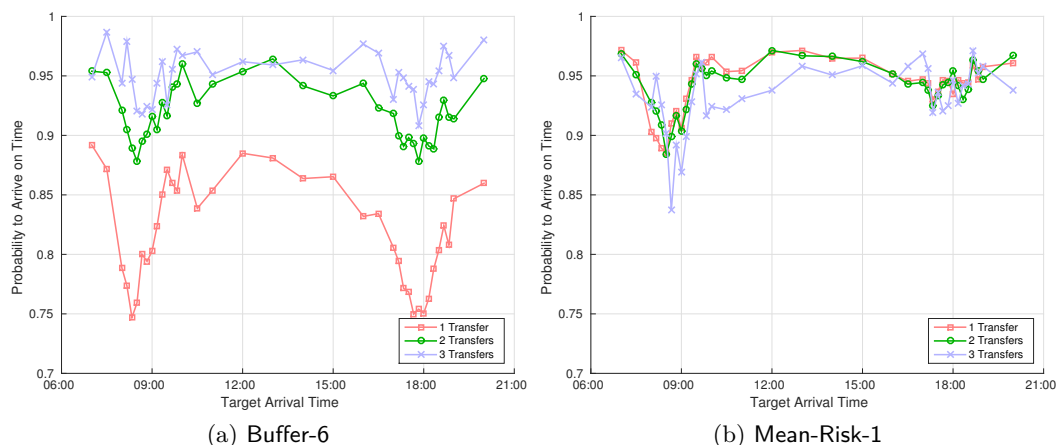 1
0.95
0.9
0.85
0.8
0.75
0.7
Probability to Arrive on Time
1 Transfer
2 Transfers
3 Transfers
06:00 09:00 12:00 15:00 18:00 21:00
Target Arrival Time
(a) Buffer-6
1
0.95
0.9
0.85
0.8
0.75
0.7
Probability to Arrive on Time
1 Transfer
2 Transfers
3 Transfers
06:00 09:00 12:00 15:00 18:00 21:00
Target Arrival Time
(b) Mean-Risk-1